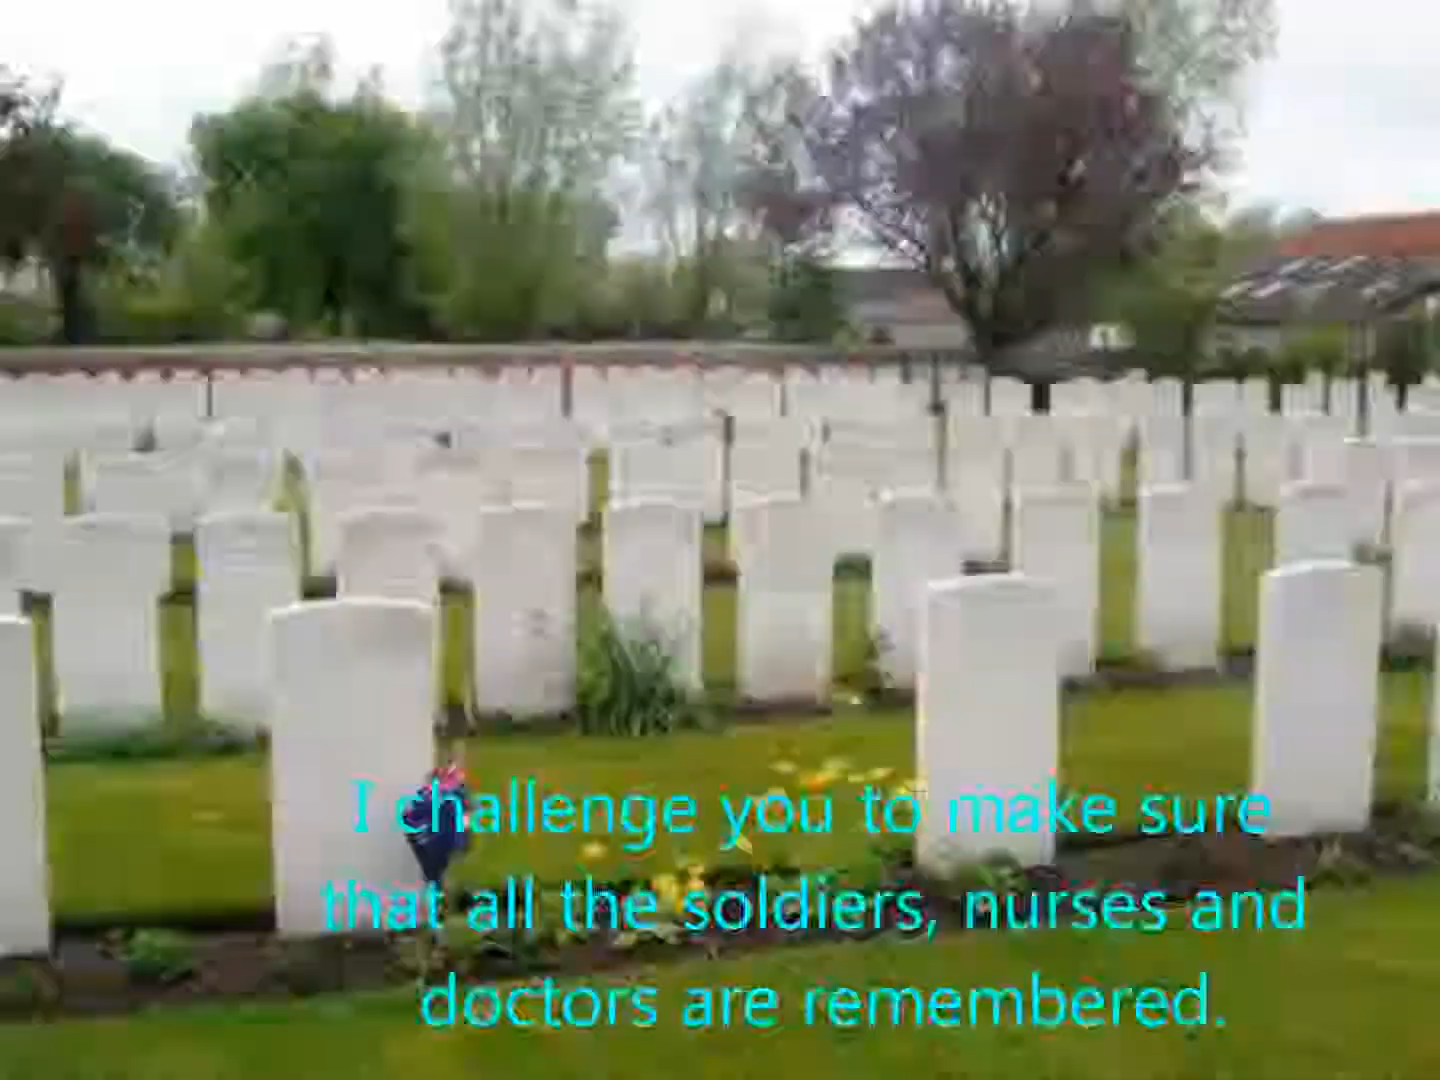 I challenge you to make sure
that all the soldiers, nurses and
doctors are remembered.